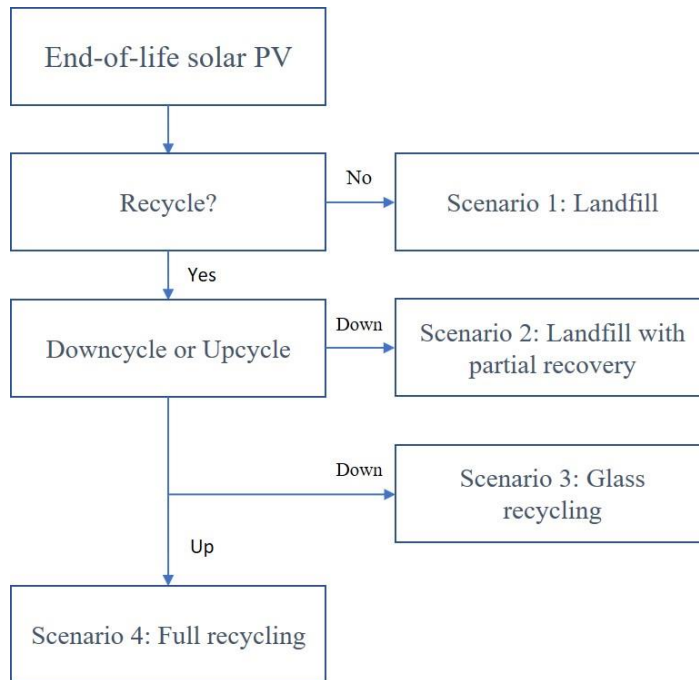 End-of-life solar PV
Recycle?
No
Scenario 1: Landfill
Yes
Downcycle or Upcycle
Down
Scenario 2: Landfill with
partial recovery
Down
Scenario 3: Glass
recycling
Up
Scenario 4: Full recycling